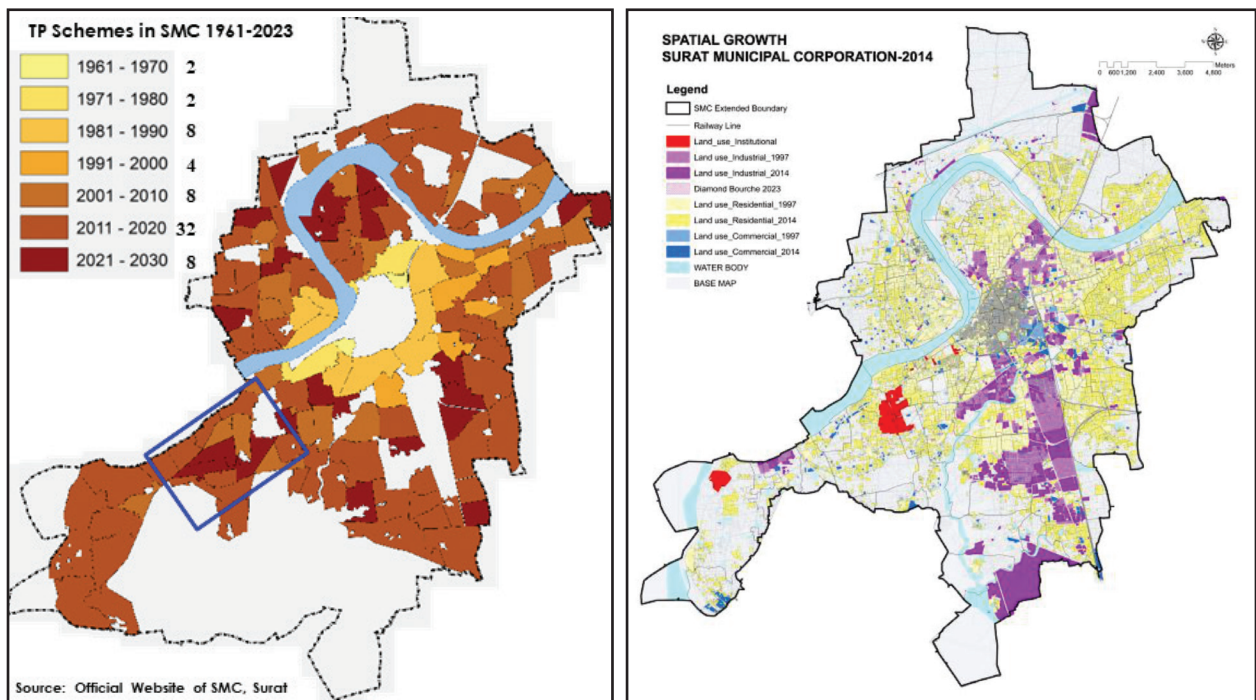 TP Schemes in SMC 1961-2023
1961 - 1970 2
1971 - 1980 2
1981 - 1990 8
1991 - 2000 4
2001 - 2010 8
2011 - 2020 32
2021 - 2030 8
Source: Official Website of SMC, Surat
SPATIAL GROWTH
SURAT MUNICIPAL CORPORATION-2014
Meters
0 600 1,200 2,400 3,600 4,800
Legend
SMC Extended Boundary
Railway Line
Land_use_Institutional
Land use_Industrial_1997
Land use_Industrial_2014
Diamond Bourche 2023
Land use_Residential_1997
Land use_Residential_2014
Land use_Commercial_1997
Land use_Commercial_2014
WATER BODY
BASE MAP